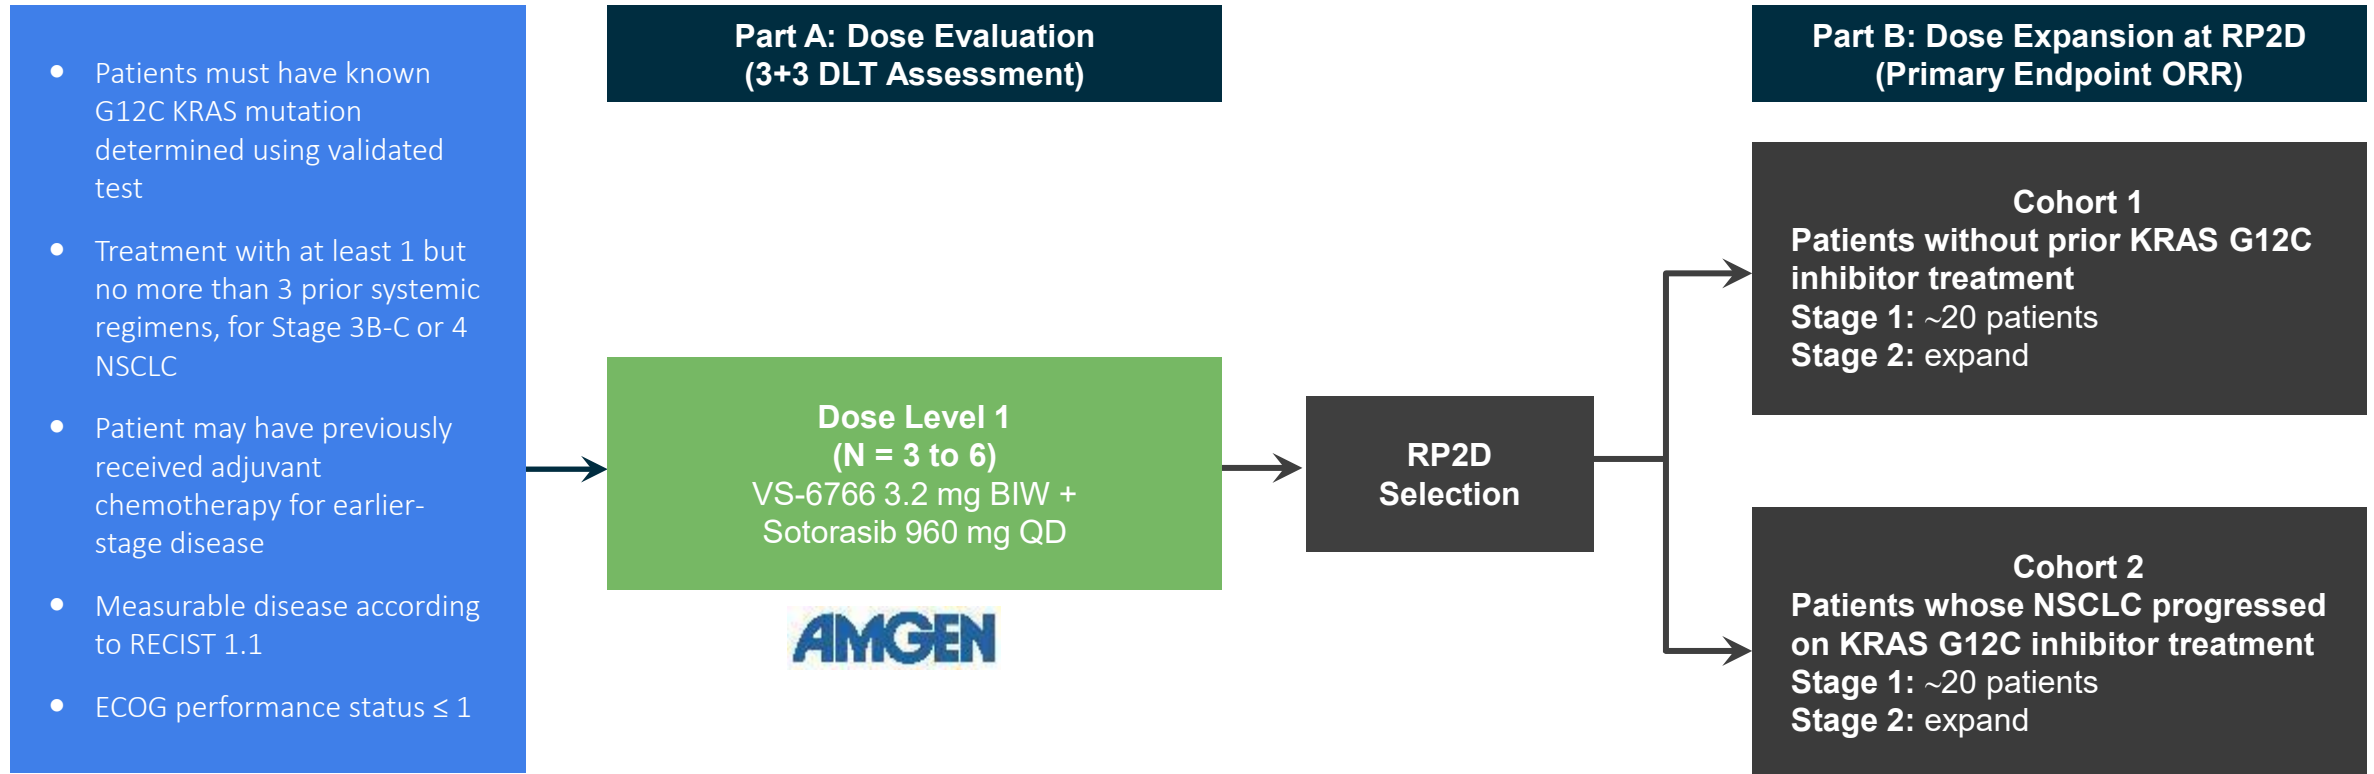 ● Patients must have known
G12C KRAS mutation
determined using validated
test
● Treatment with at least 1 but
no more than 3 prior systemic
regimens, for Stage 3B-C or 4
NSCLC
● Patient may have previously
received adjuvant
chemotherapy for earlier-
stage disease
● Measurable disease according
to RECIST 1.1
● ECOG performance status ≤ 1
Part A: Dose Evaluation
(3+3 DLT Assessment)
Dose Level 1
(N = 3 to 6)
VS-6766 3.2 mg BIW +
Sotorasib 960 mg QD
AMGEN
RP2D
Selection
Part B: Dose Expansion at RP2D
(Primary Endpoint ORR)
Cohort 1
Patients without prior KRAS G12C
inhibitor treatment
Stage 1: ~20 patients
Stage 2: expand
Cohort 2
Patients whose NSCLC progressed
on KRAS G12C inhibitor treatment
Stage 1: ~20 patients
Stage 2: expand